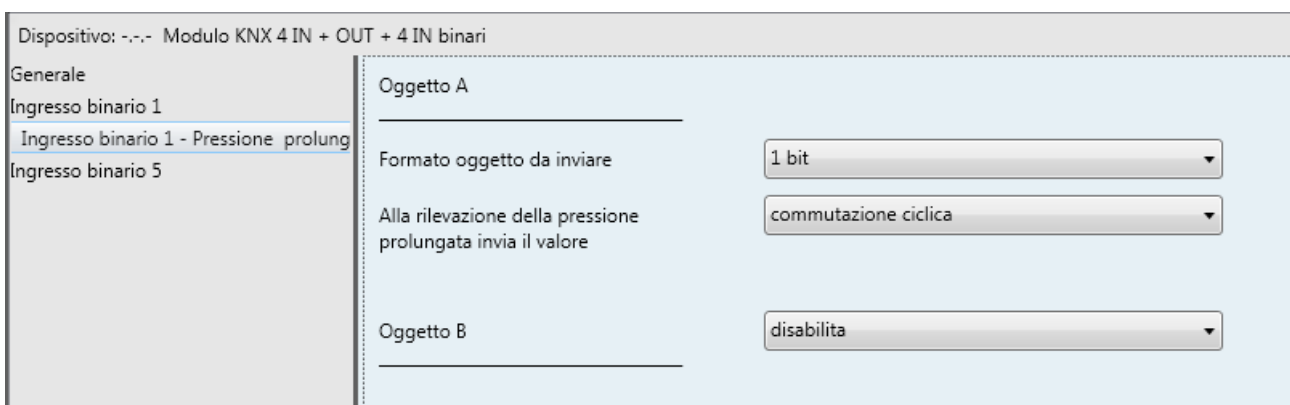 Dispositivo: -.-.- Modulo KNX 4 IN + OUT + 4 IN binari
Generale
Ingresso binario 1
Ingresso binario 1 - Pressione prolung
Ingresso binario 5
Oggetto A
Formato oggetto da inviare
1 bit
Alla rilevazione della pressione
prolungata invia il valore
commutazione ciclica
Oggetto B
disabilita